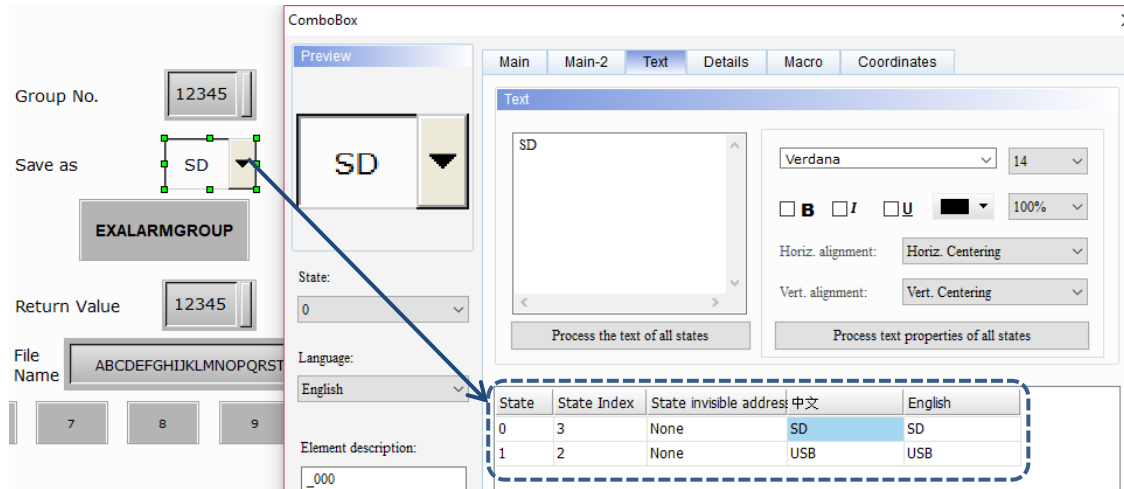 Group No.
12345
Save as
SD
EXALARMGROUP
Return Value
12345
File
Name
ABCDEFGHIJKLMNOPQRST
7 8 9
ComboBox
Preview
SD
State:
0
Language:
English
Element description:
_000
Main Main-2 Text Details Macro Coordinates
Text
SD
Verdana 14
B I U 100%
Horiz. alignment: Horiz. Centering
Vert. alignment: Vert. Centering
Process the text of all states Process text properties of all states
State State Index State invisible address 中文 English
0 3 None SD SD
1 2 None USB USB